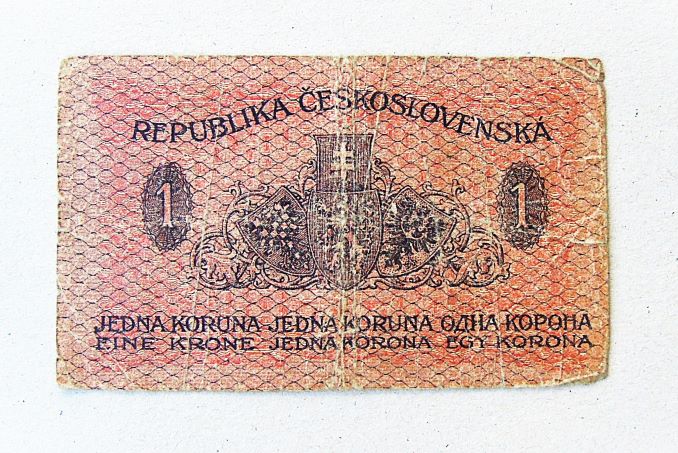 REPUBLIKA ČESKOSLOVENSKÁ
1 1
JEDNA KORUNA-JEDNA KORUNA ОДНА КОРОНА
EINE KRONE JEDNA KORONA EGY KORONA